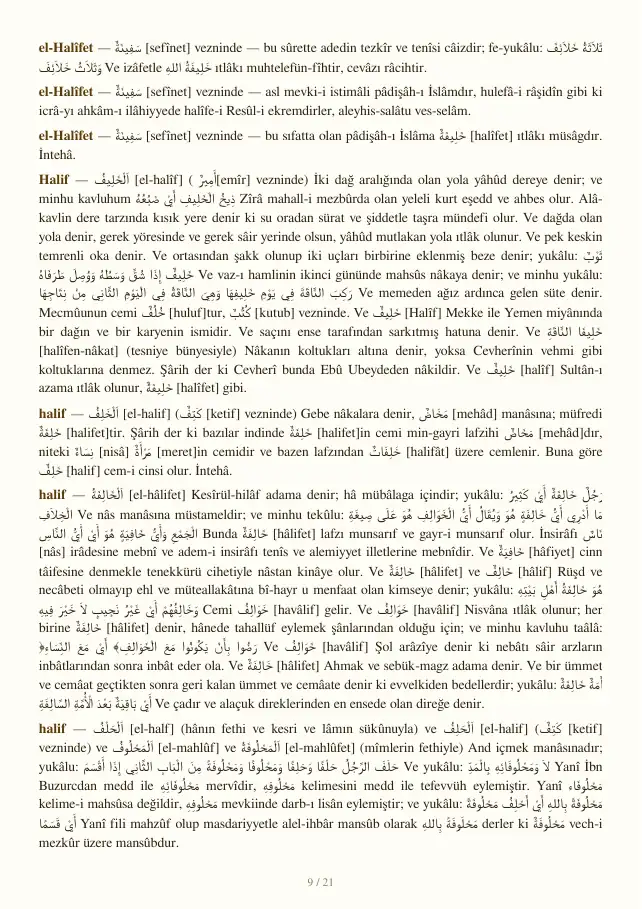 el-Halîfet — سَفِينَةٌ [sefînet] vezninde — bu sûrette adedin tezkîr ve tenîsi câizdir; fe-yukâlu: ثَلَاثَةُ خَلَائِفَ
وَثَلَاثُ خَلَائِفَ Ve izâfetle خَلِيفَةُ اللهِ ıtlâkı muhtelefün-fîhtir, cevâzı râcihtir.
el-Halîfet — سَفِينَةٌ [sefînet] vezninde — asl mevki-i istimâli pâdişâh-ı İslâmdır, hulefâ-i râşidîn gibi ki
icrâ-yı ahkâm-ı ilâhiyyede halîfe-i Resûl-i ekremdirler, aleyhis-salâtu ves-selâm.
el-Halîfet — سَفِينَةٌ [sefînet] vezninde — bu sıfatta olan pâdişâh-ı İslâma خَلِيفَةٌ [halîfet] ıtlâkı müsâgdır.
İntehâ.
Halif — اَلْخَلِيفُ [el-halîf] ( أَمِيرٌ[emîr] vezninde) İki dağ aralığında olan yola yâhûd dereye denir; ve
minhu kavluhum ذِيخُ الْخَلِيفِ أَيْ ضَبُعُهُ Zîrâ mahall-i mezbûrda olan yeleli kurt eşedd ve ahbes olur. Alâ-
kavlin dere tarzında kısık yere denir ki su oradan sürat ve şiddetle taşra mündefi olur. Ve dağda olan
yola denir, gerek yöresinde ve gerek sâir yerinde olsun, yâhûd mutlakan yola ıtlâk olunur. Ve pek keskin
temrenli oka denir. Ve ortasından şakk olunup iki uçları birbirine eklenmiş beze denir; yukâlu: ثَوْبٌ
خَلِيفٌ إِذَا شُقَّ وَسَطُهُ وَوُصِلَ طَرَفَاهُ Ve vaz-ı hamlinin ikinci gününde mahsûs nâkaya denir; ve minhu yukâlu:
رَكِبَ النَّاقَةَ فِي يَوْمِ خَلِيفِهَا وَهِيَ النَّاقَةُ فِي الْيَوْمِ الثَّانِي مِنْ نِتَاجِهَا Ve memeden ağız ardınca gelen süte denir.
Mecmûunun cemi خُلُفٌ [huluf]tur, كُتُبٌ [kutub] vezninde. Ve خَلِيفٌ [Halîf] Mekke ile Yemen miyânında
bir dağın ve bir karyenin ismidir. Ve saçını ense tarafından sarkıtmış hatuna denir. Ve خَلِيفَا النَّاقَةِ
[halîfen-nâkat] (tesniye bünyesiyle) Nâkanın koltukları altına denir, yoksa Cevherînin vehmi gibi
koltuklarına denmez. Şârih der ki Cevherî bunda Ebû Ubeydeden nâkildir. Ve خَلِيفٌ [halîf] Sultân-ı
azama ıtlâk olunur, خَلِيفَةٌ [halîfet] gibi.
halif — اَلْخَلِفُ [el-halif] (كَتِفٌ [ketif] vezninde) Gebe nâkalara denir, مَخَاضٌ [mehâd] manâsına; müfredi
خَلِفَةٌ [halifet]tir. Şârih der ki bazılar indinde خَلِفَةٌ [halifet]in cemi min-gayri lafzihi مَخَاضٌ [mehâd]dır,
niteki نِسَاءٌ [nisâ] مَرْأَةٌ [meret]in cemidir ve bazen lafzından خَلِفَاتٌ [halifât] üzere cemlenir. Buna göre
خَلِفٌ [halif] cem-i cinsi olur. İntehâ.
halif — اَلْخَالِفَةُ [el-hâlifet] Kesîrül-hilâf adama denir; hâ mübâlaga içindir; yukâlu: رَجُلٌ خَالِفَةٌ أَيْ كَثِيرُ
الْخِلَافِ Ve nâs manâsına müstameldir; ve minhu tekûlu: مَا أَدْرِي أَيُّ خَالِفَةٍ هُوَ وَيُقَالُ أَيُّ الْخَوَالِفِ هُوَ عَلَى صِيغَةِ
الْجَمْعِ وَأَيُّ خَافِيَةٍ هُوَ أَيْ أَيُّ النَّاسِ Bunda خَالِفَةٌ [hâlifet] lafzı munsarıf ve gayr-i munsarıf olur. İnsirâfı نَاسٌ
[nâs] irâdesine mebnî ve adem-i insirâfı tenîs ve alemiyyet illetlerine mebnîdir. Ve خَافِيَةٌ [hâfiyet] cinn
tâifesine denmekle tenekkürü cihetiyle nâstan kinâye olur. Ve خَالِفَةٌ [hâlifet] ve خَالِفٌ [hâlif] Rüşd ve
necâbeti olmayıp ehl ve müteallakâtına bî-hayr u menfaat olan kimseye denir; yukâlu: هُوَ خَالِفَةُ أَهْلِ بَيْتِهِ
وَخَالِفُهُمْ أَيْ غَيْرُ نَجِيبٍ لَا خَيْرَ فِيهِ Cemi خَوَالِفُ [havâlif] gelir. Ve خَوَالِفُ [havâlif] Nisvâna ıtlâk olunur; her
birine خَالِفَةٌ [hâlifet] denir, hânede tahallüf eylemek şânlarından olduğu için; ve minhu kavluhu taâlâ:
﴿رَضُوا بِأَنْ يَكُونُوا مَعَ الْخَوَالِفِ﴾ أَيْ مَعَ النِّسَاءِ Ve خَوَالِفُ [havâlif] Şol arâzîye denir ki nebâtı sâir arzların
inbâtlarından sonra inbât eder ola. Ve خَالِفَةٌ [hâlifet] Ahmak ve sebük-magz adama denir. Ve bir ümmet
ve cemâat geçtikten sonra geri kalan ümmet ve cemâate denir ki evvelkiden bedellerdir; yukâlu: أُمَّةٌ خَالِفَةٌ
أَيْ بَاقِيَةٌ بَعْدَ الْأُمَّةِ السَّالِفَةِ Ve çadır ve alaçuk direklerinden en ensede olan direğe denir.
halif — اَلْحَلْفُ [el-half] (hânın fethi ve kesri ve lâmın sükûnuyla) ve اَلْحَلِفُ [el-halif] (كَتِفٌ [ketif]
vezninde) ve اَلْمَحْلُوفُ [el-mahlûf] ve اَلْمَحْلُوفَةُ [el-mahlûfet] (mîmlerin fethiyle) And içmek manâsınadır;
yukâlu: حَلَفَ الرَّجُلُ حَلْفًا وَحِلْفًا وَمَحْلُوفًا وَمَحْلُوفَةً مِنَ الْبَابِ الثَّانِي إِذَا أَقْسَمَ Ve yukâlu: لَا وَمَحْلُوفَائِهِ بِالْمَدِّ Yanî İbn
Buzurcdan medd ile مَحْلُوفَائِهِ mervîdir, مَحْلُوفِهِ kelimesini medd ile tefevvüh eylemiştir. Yanî مَحْلُوفَاء
kelime-i mahsûsa değildir, مَحْلُوفِهِ mevkiinde darb-ı lisân eylemiştir; ve yukâlu: مَحْلُوفَةً بِاللهِ أَيْ أَحْلِفُ مَحْلُوفَةً
أَيْ قَسَمًا Yanî fiili mahzûf olup masdariyyetle alel-ihbâr mansûb olarak مَحْلُوفَةً بِاللهِ derler ki vech-i
mezkûr üzere mansûbdur.
9 / 21